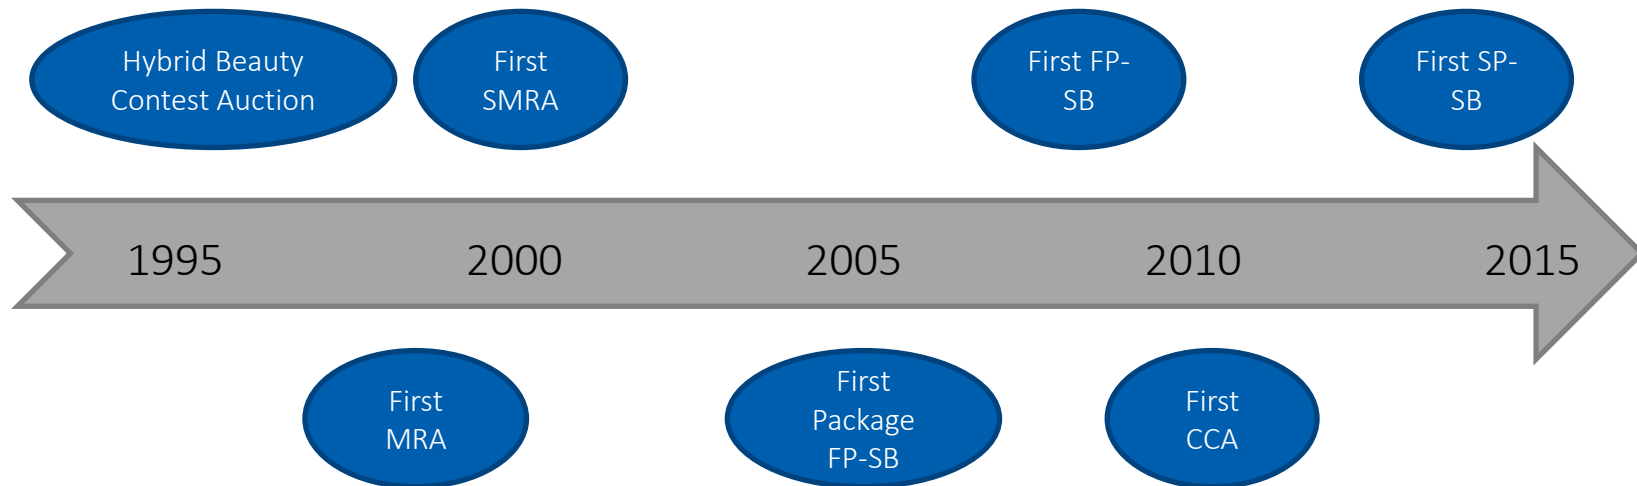 Hybrid Beauty
Contest Auction
First
SMRA
First FP-
SB
First SP-
SB
1995
2000
2005
2010
2015
First
MRA
First
Package
FP-SB
First
CCA